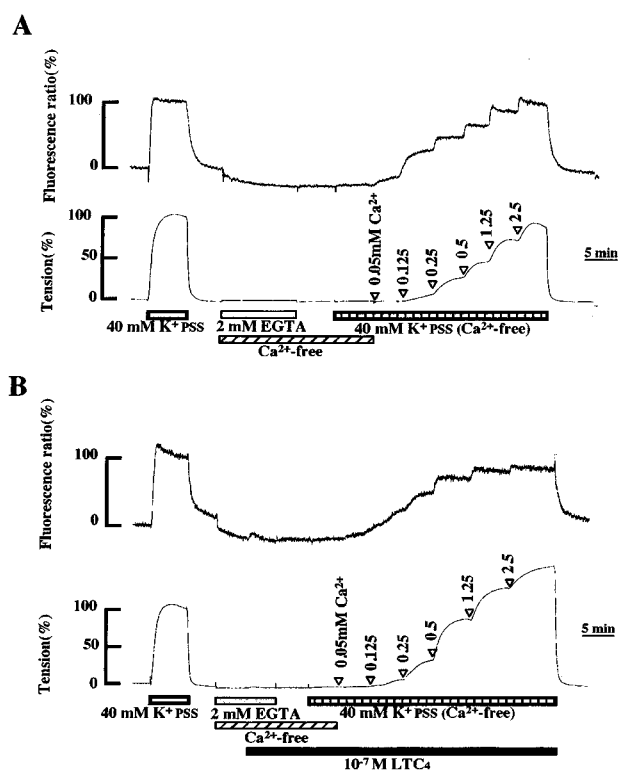 A
Fluorescence ratio(%)
100
0
Tension(%)
100
50
0
0.05mM Ca²⁺
0.125
0.25
0.5
1.25
2.5
5 min
40 mM K⁺ PSS
2 mM EGTA
40 mM K⁺ PSS (Ca²⁺-free)
Ca²⁺-free
B
Fluorescence ratio(%)
100
0
Tension(%)
100
50
0
0.05mM Ca²⁺
0.125
0.25
0.5
1.25
2.5
5 min
40 mM K⁺ PSS
2 mM EGTA
40 mM K⁺ PSS (Ca²⁺-free)
Ca²⁺-free
10⁻⁷ M LTC₄